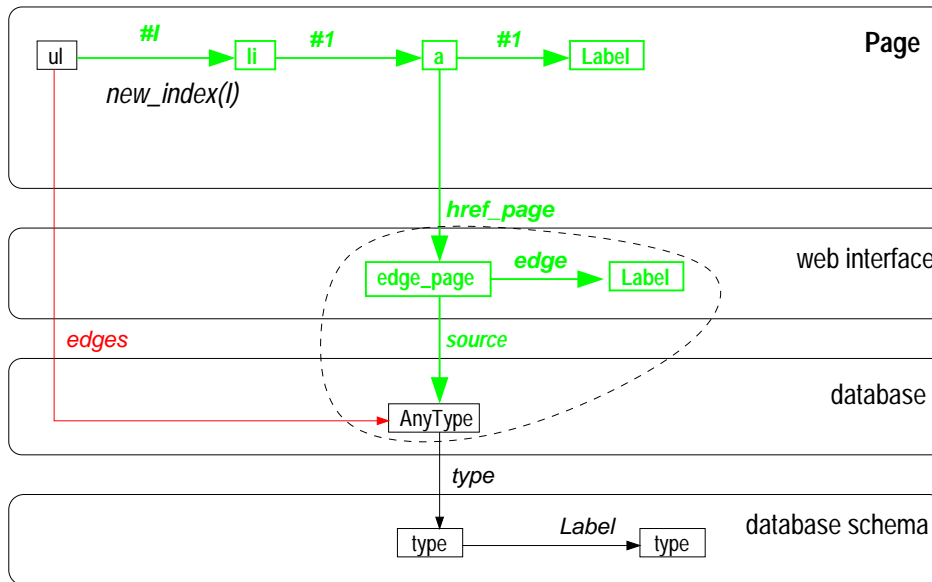 #I #1 #1
ul li a Label Page
new_index(I)
href_page
web interface
edge
edge_page Label
edges source
database
AnyType
type
Label database schema
type type